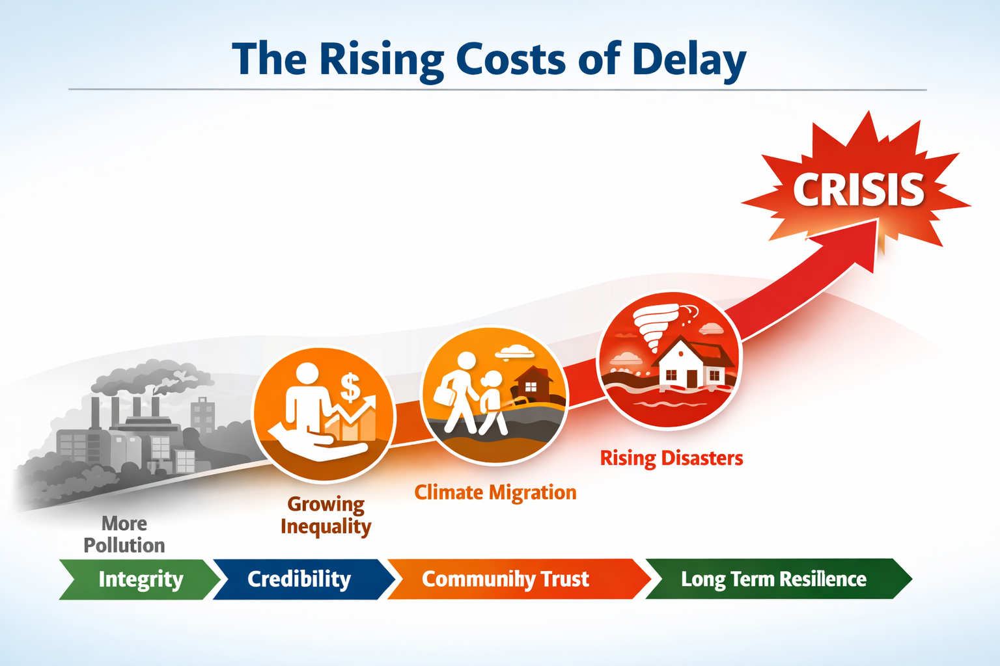 The Rising Costs of Delay
CRISIS
$
Rising Disasters
Climate Migration
Growing
Inequality
More
Pollution
Integrity
Credibility
Communihy Trust
Long Term Resillence